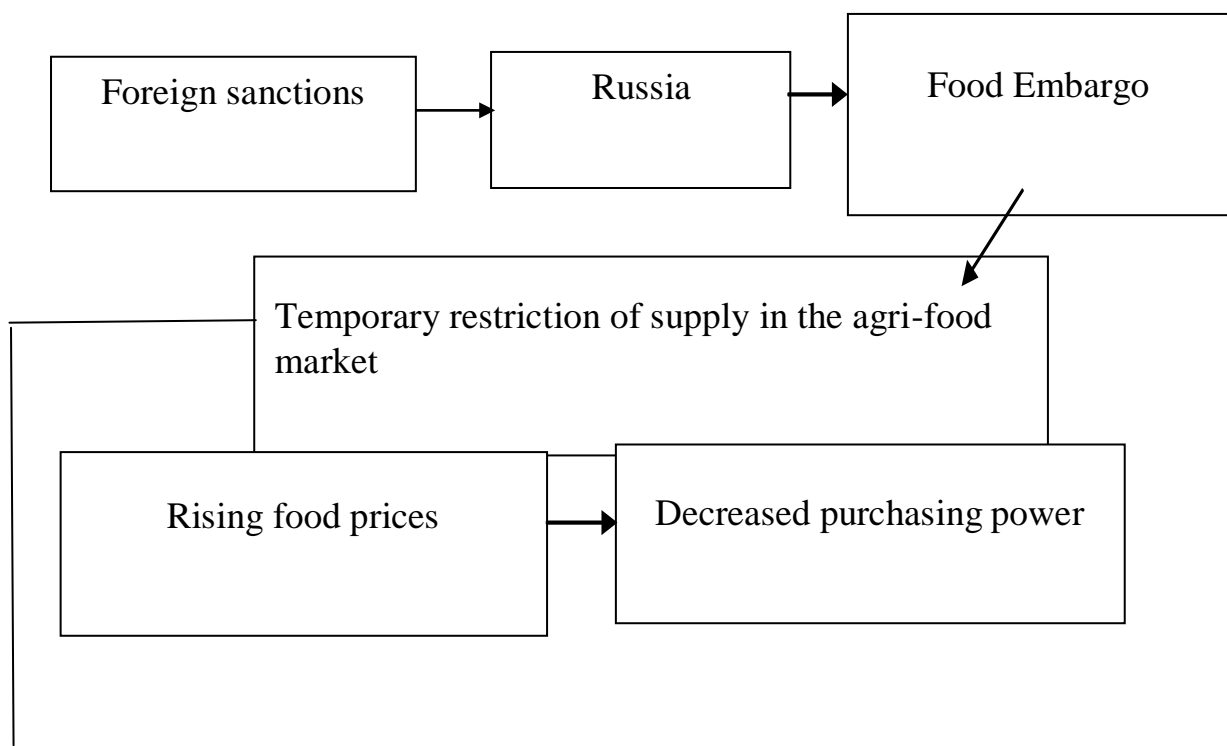 Foreign sanctions
Russia
Food Embargo
Temporary restriction of supply in the agri-food
market
Rising food prices
Decreased purchasing power